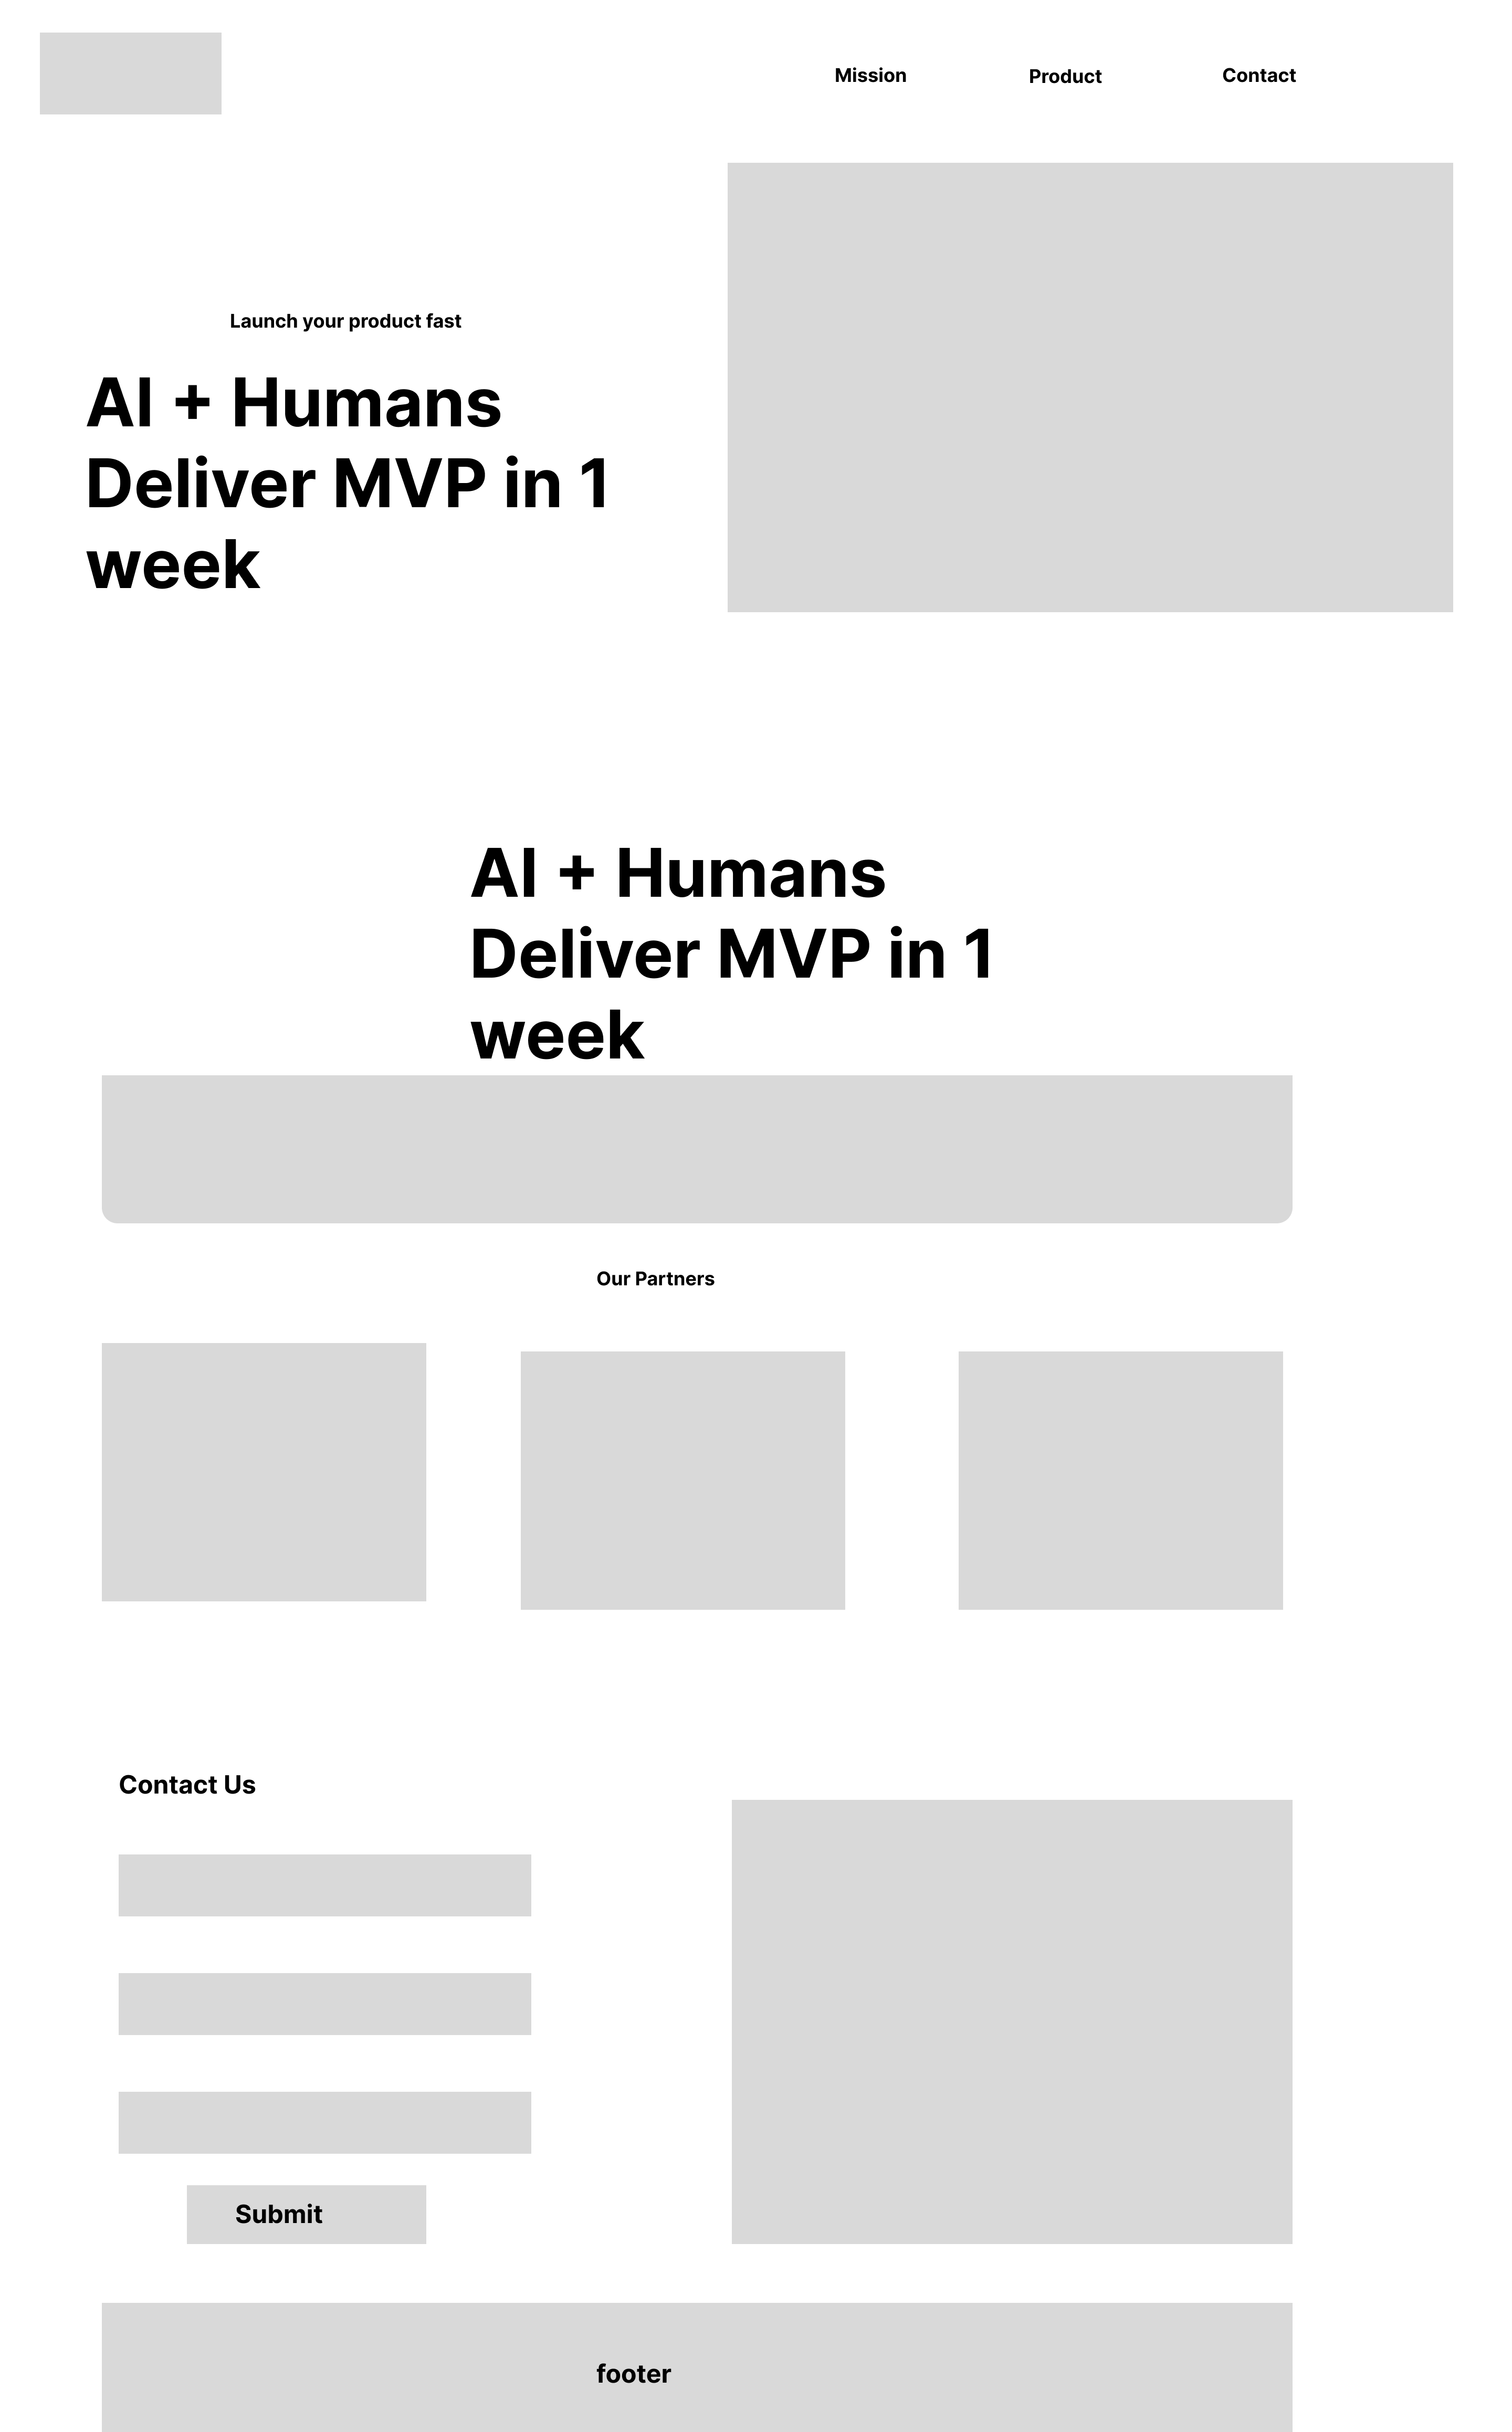 Mission
Product
Contact
Launch your product fast
AI + Humans
Deliver MVP in 1
week
AI + Humans
Deliver MVP in 1
week
Our Partners
Contact Us
Submit
footer